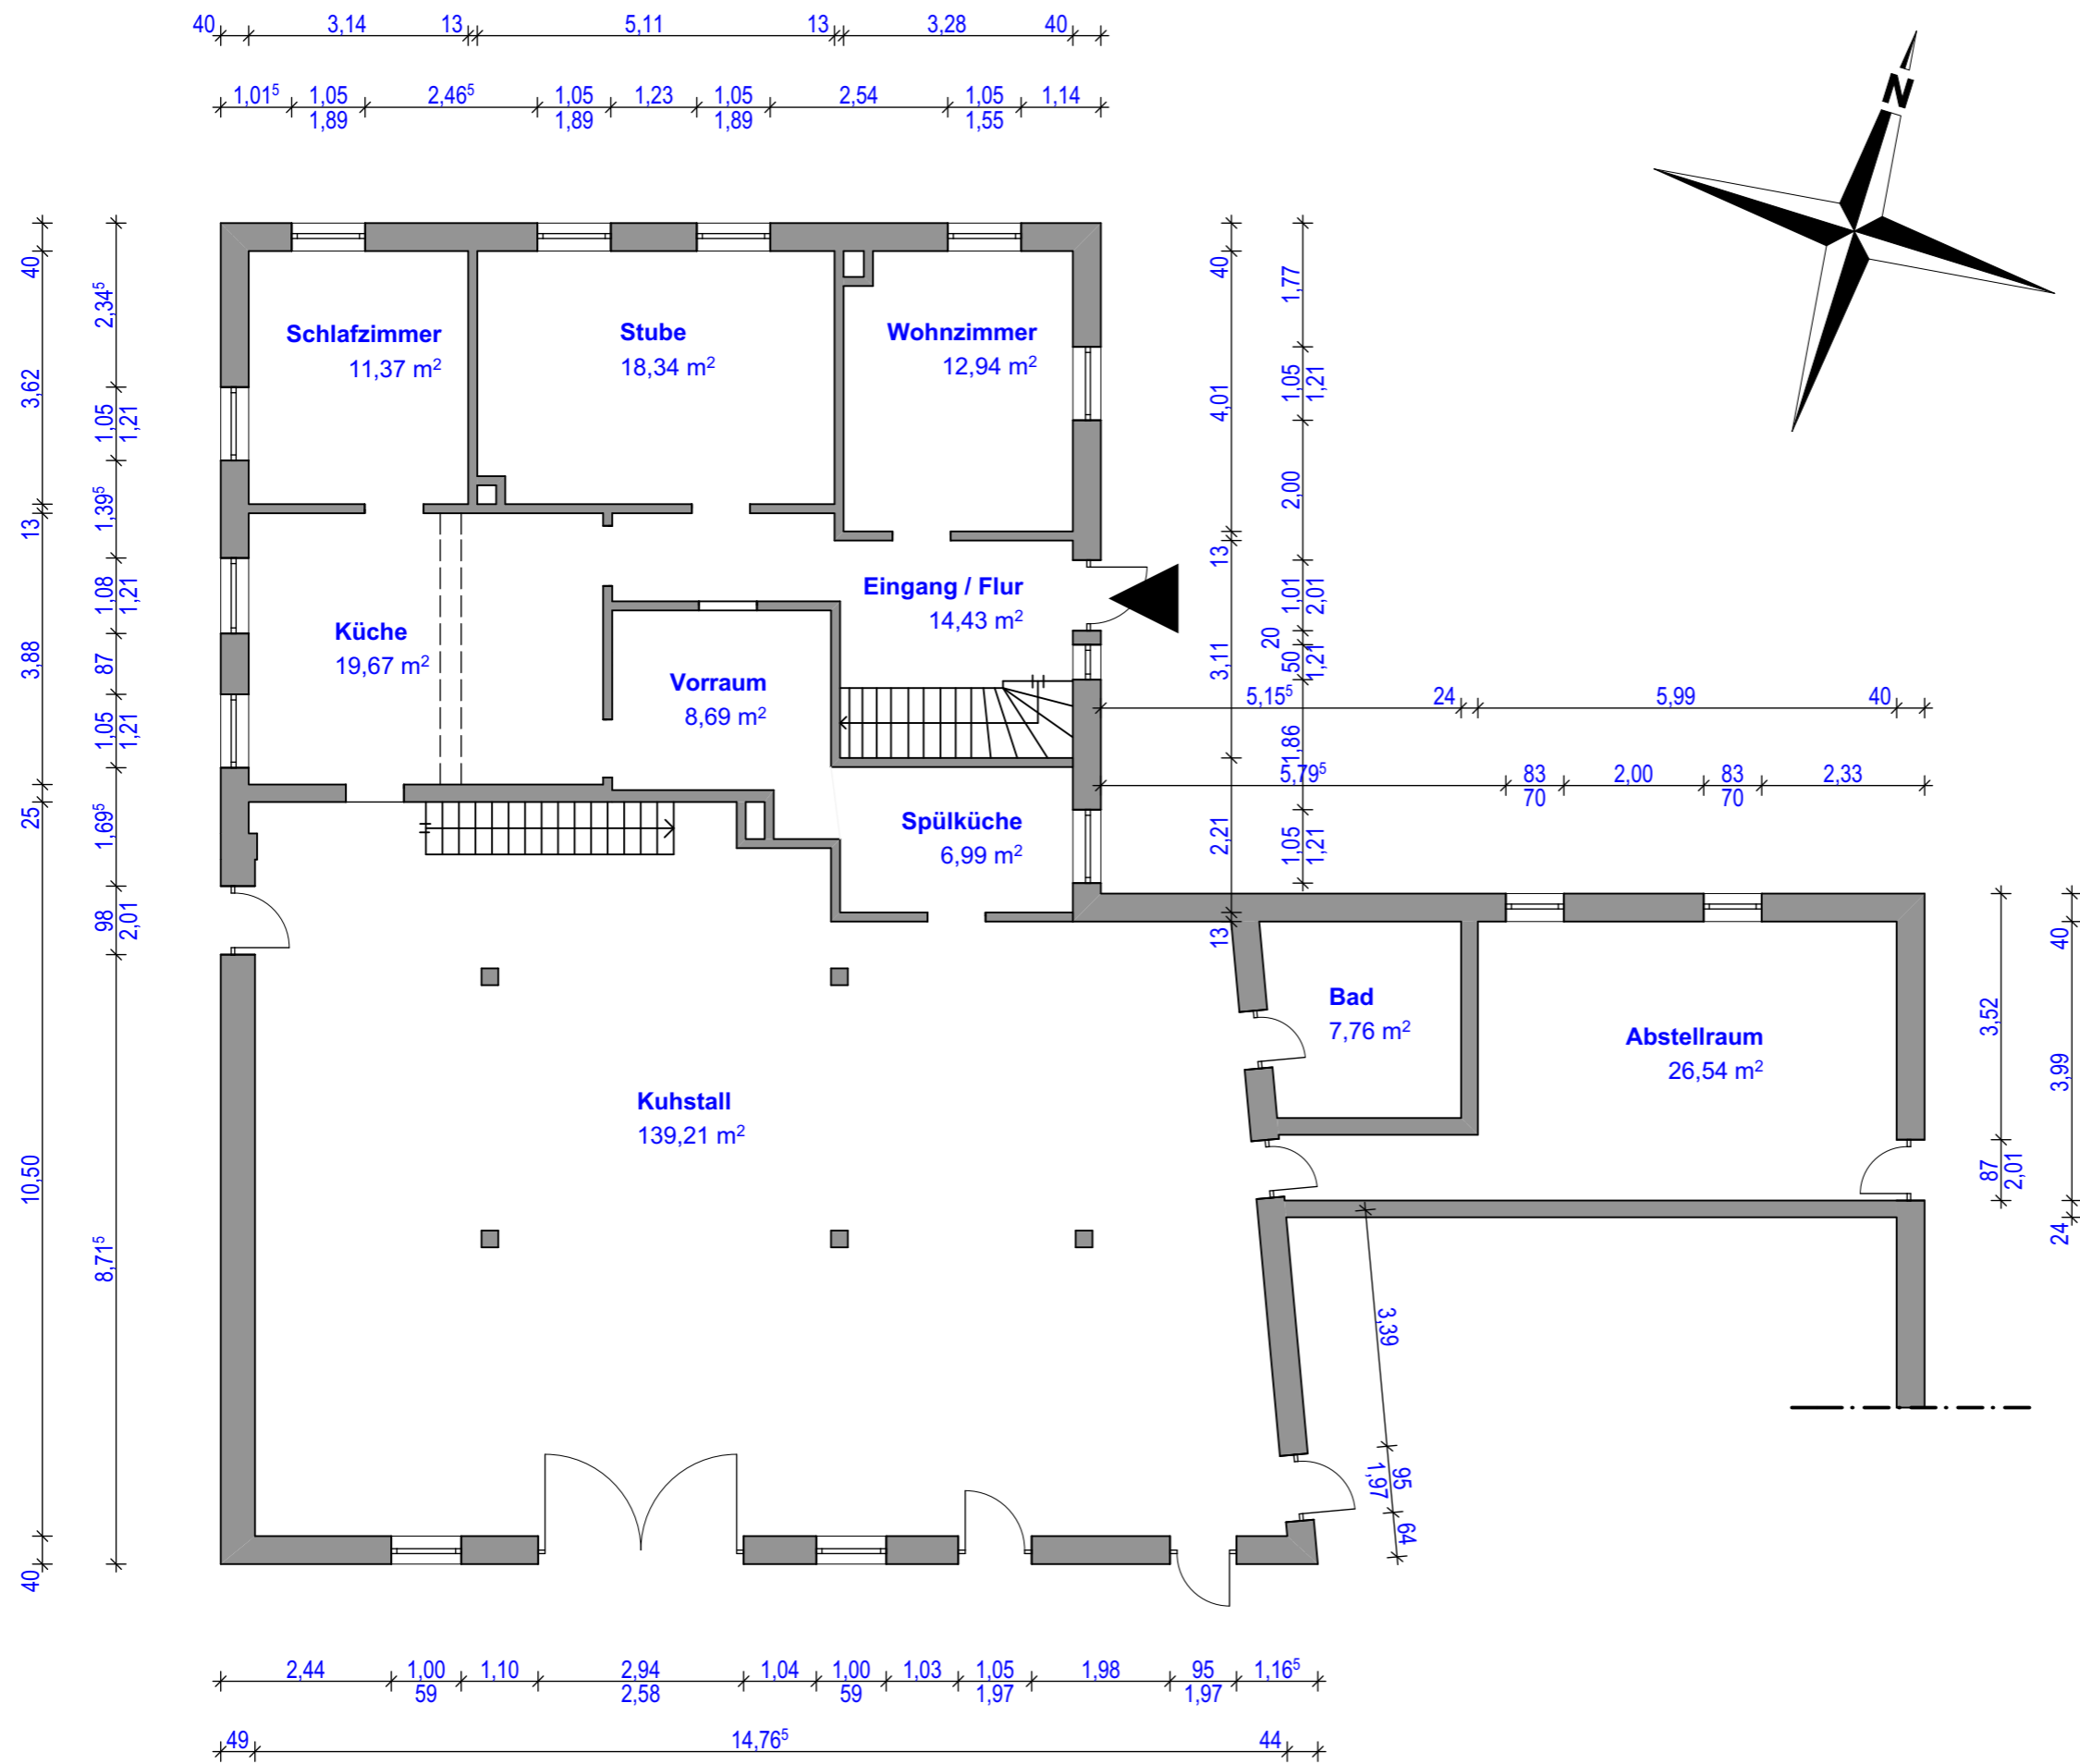 40 3,14 13 5,11 13 3,28 40
1,01⁵ 1,05 2,46⁵ 1,05 1,23 1,05 2,54 1,05 1,14
1,89 1,89 1,89 1,55
N
40 3,62 13 3,88 25 10,50 40
2,34⁵ 1,05 1,39⁵ 1,08 87 1,05 1,69⁵ 98 8,71⁵
1,21 1,21 1,21 2,01
Schlafzimmer
11,37 m²
Stube
18,34 m²
Wohnzimmer
12,94 m²
Eingang / Flur
14,43 m²
Küche
19,67 m²
Vorraum
8,69 m²
Spülküche
6,99 m²
40 4,01 13 3,11 2,21 13
1,77 1,05 2,00 1,01 20 50 1,86 1,05
1,21 2,01 1,21 1,21
5,15⁵ 24 5,99 40
5,79⁵ 83 2,00 83 2,33
70 70
Bad
7,76 m²
Abstellraum
26,54 m²
Kuhstall
139,21 m²
3,52 87
2,01
40 3,99 24
3,39 95 64
1,97
2,44 1,00 1,10 2,94 1,04 1,00 1,03 1,05 1,98 95 1,16⁵
59 2,58 59 1,97 1,97
49 14,76⁵ 44